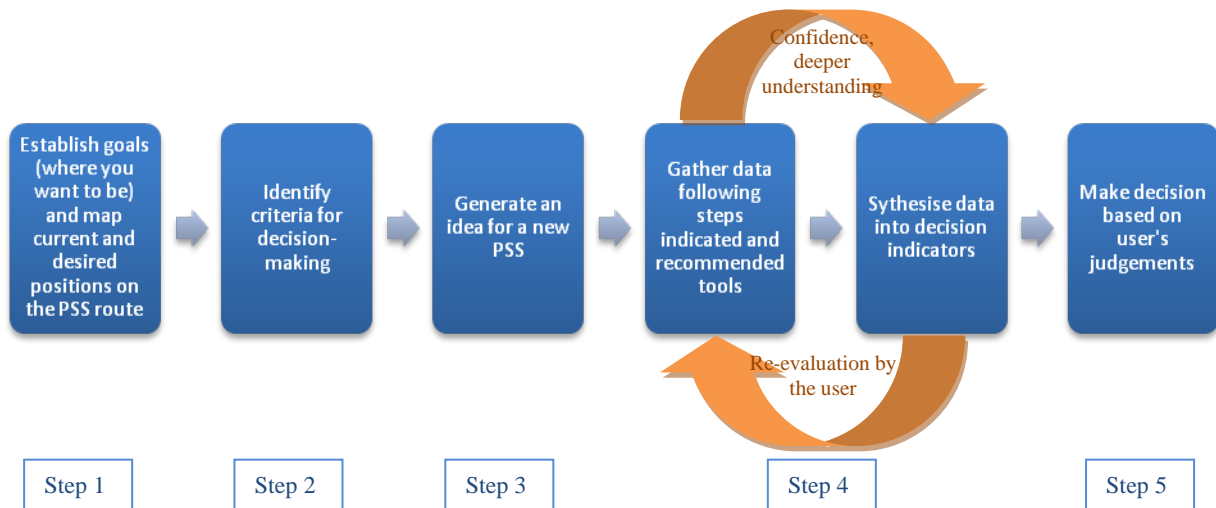 Confidence,
deeper
understanding
Establish goals
(where you
want to be)
and map
current and
desired
positions on
the PSS route
Identify
criteria for
decision-
making
Generate an
idea for a new
PSS
Gather data
following
steps
indicated and
recommended
tools
Sythesise data
into decision
indicators
Make decision
based on
user's
judgements
Re-evaluation by
the user
Step 1
Step 2
Step 3
Step 4
Step 5